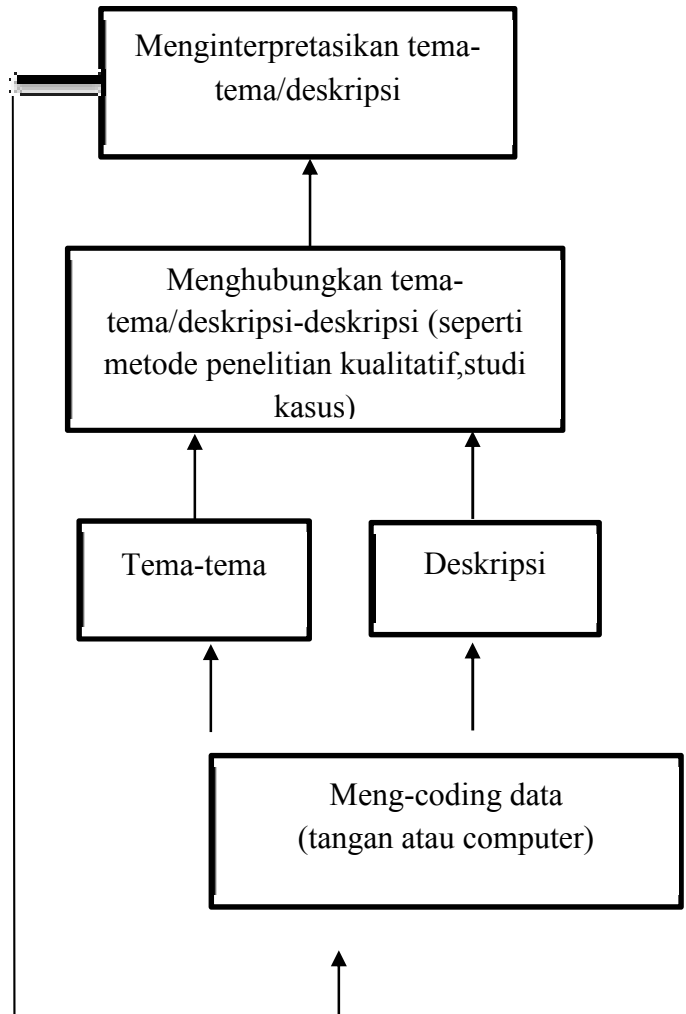 Menginterpretasikan tema-
tema/deskripsi
Menghubungkan tema-
tema/deskripsi-deskripsi (seperti
metode penelitian kualitatif,studi
kasus)
Tema-tema
Deskripsi
Meng-coding data
(tangan atau computer)